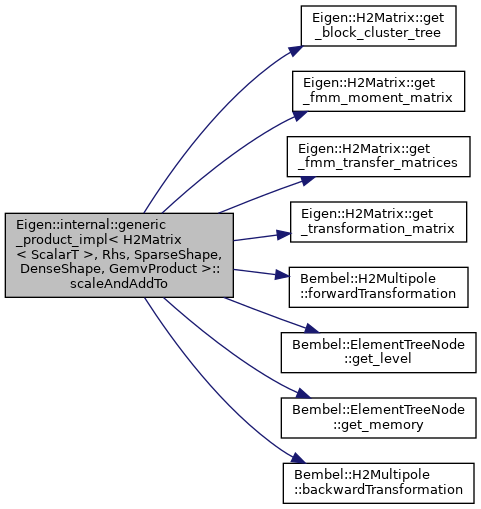 Eigen::internal::generic
_product_impl< H2Matrix
< ScalarT >, Rhs, SparseShape,
DenseShape, GemvProduct >::
scaleAndAddTo
Eigen::H2Matrix::get
_block_cluster_tree
Eigen::H2Matrix::get
_fmm_moment_matrix
Eigen::H2Matrix::get
_fmm_transfer_matrices
Eigen::H2Matrix::get
_transformation_matrix
Bembel::H2Multipole
::forwardTransformation
Bembel::ElementTreeNode
::get_level
Bembel::ElementTreeNode
::get_memory
Bembel::H2Multipole
::backwardTransformation